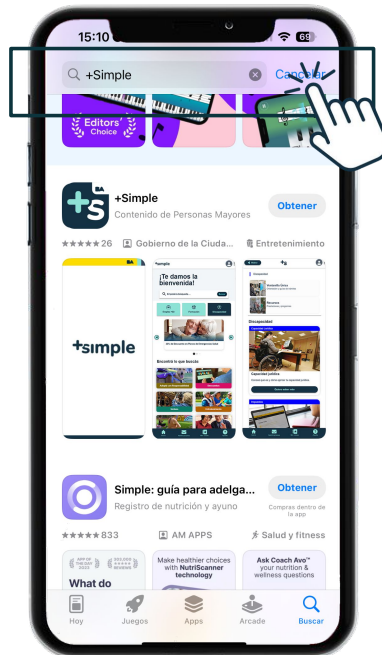 15:10
69
+Simple
Cancelar
Editors'
Choice
BA
+s
+Simple
Contenido de Personas Mayores
Obtener
26
Gobierno de la Ciuda...
Entretenimiento
BA
+sımple
+simple
¡Te damos la
bienvenida!
Encontrá lo que buscás
+s
Discapacidad
Capacidad jurídica
Simple: guía para adelga...
Registro de nutrición y ayuno
Obtener
Compras dentro de
la app
833
AM APPS
Salud y fitness
What do
Make healthier choices
with NutriScanner
technology
Ask Coach Avo™
your nutrition &
wellness questions
Hoy
Juegos
Apps
Arcade
Buscar